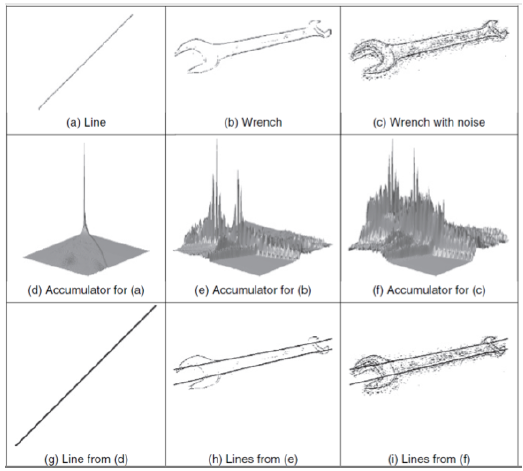 (a) Line
(b) Wrench
(c) Wrench with noise
(d) Accumulator for (a)
(e) Accumulator for (b)
(f) Accumulator for (c)
(g) Line from (d)
(h) Lines from (e)
(i) Lines from (f)